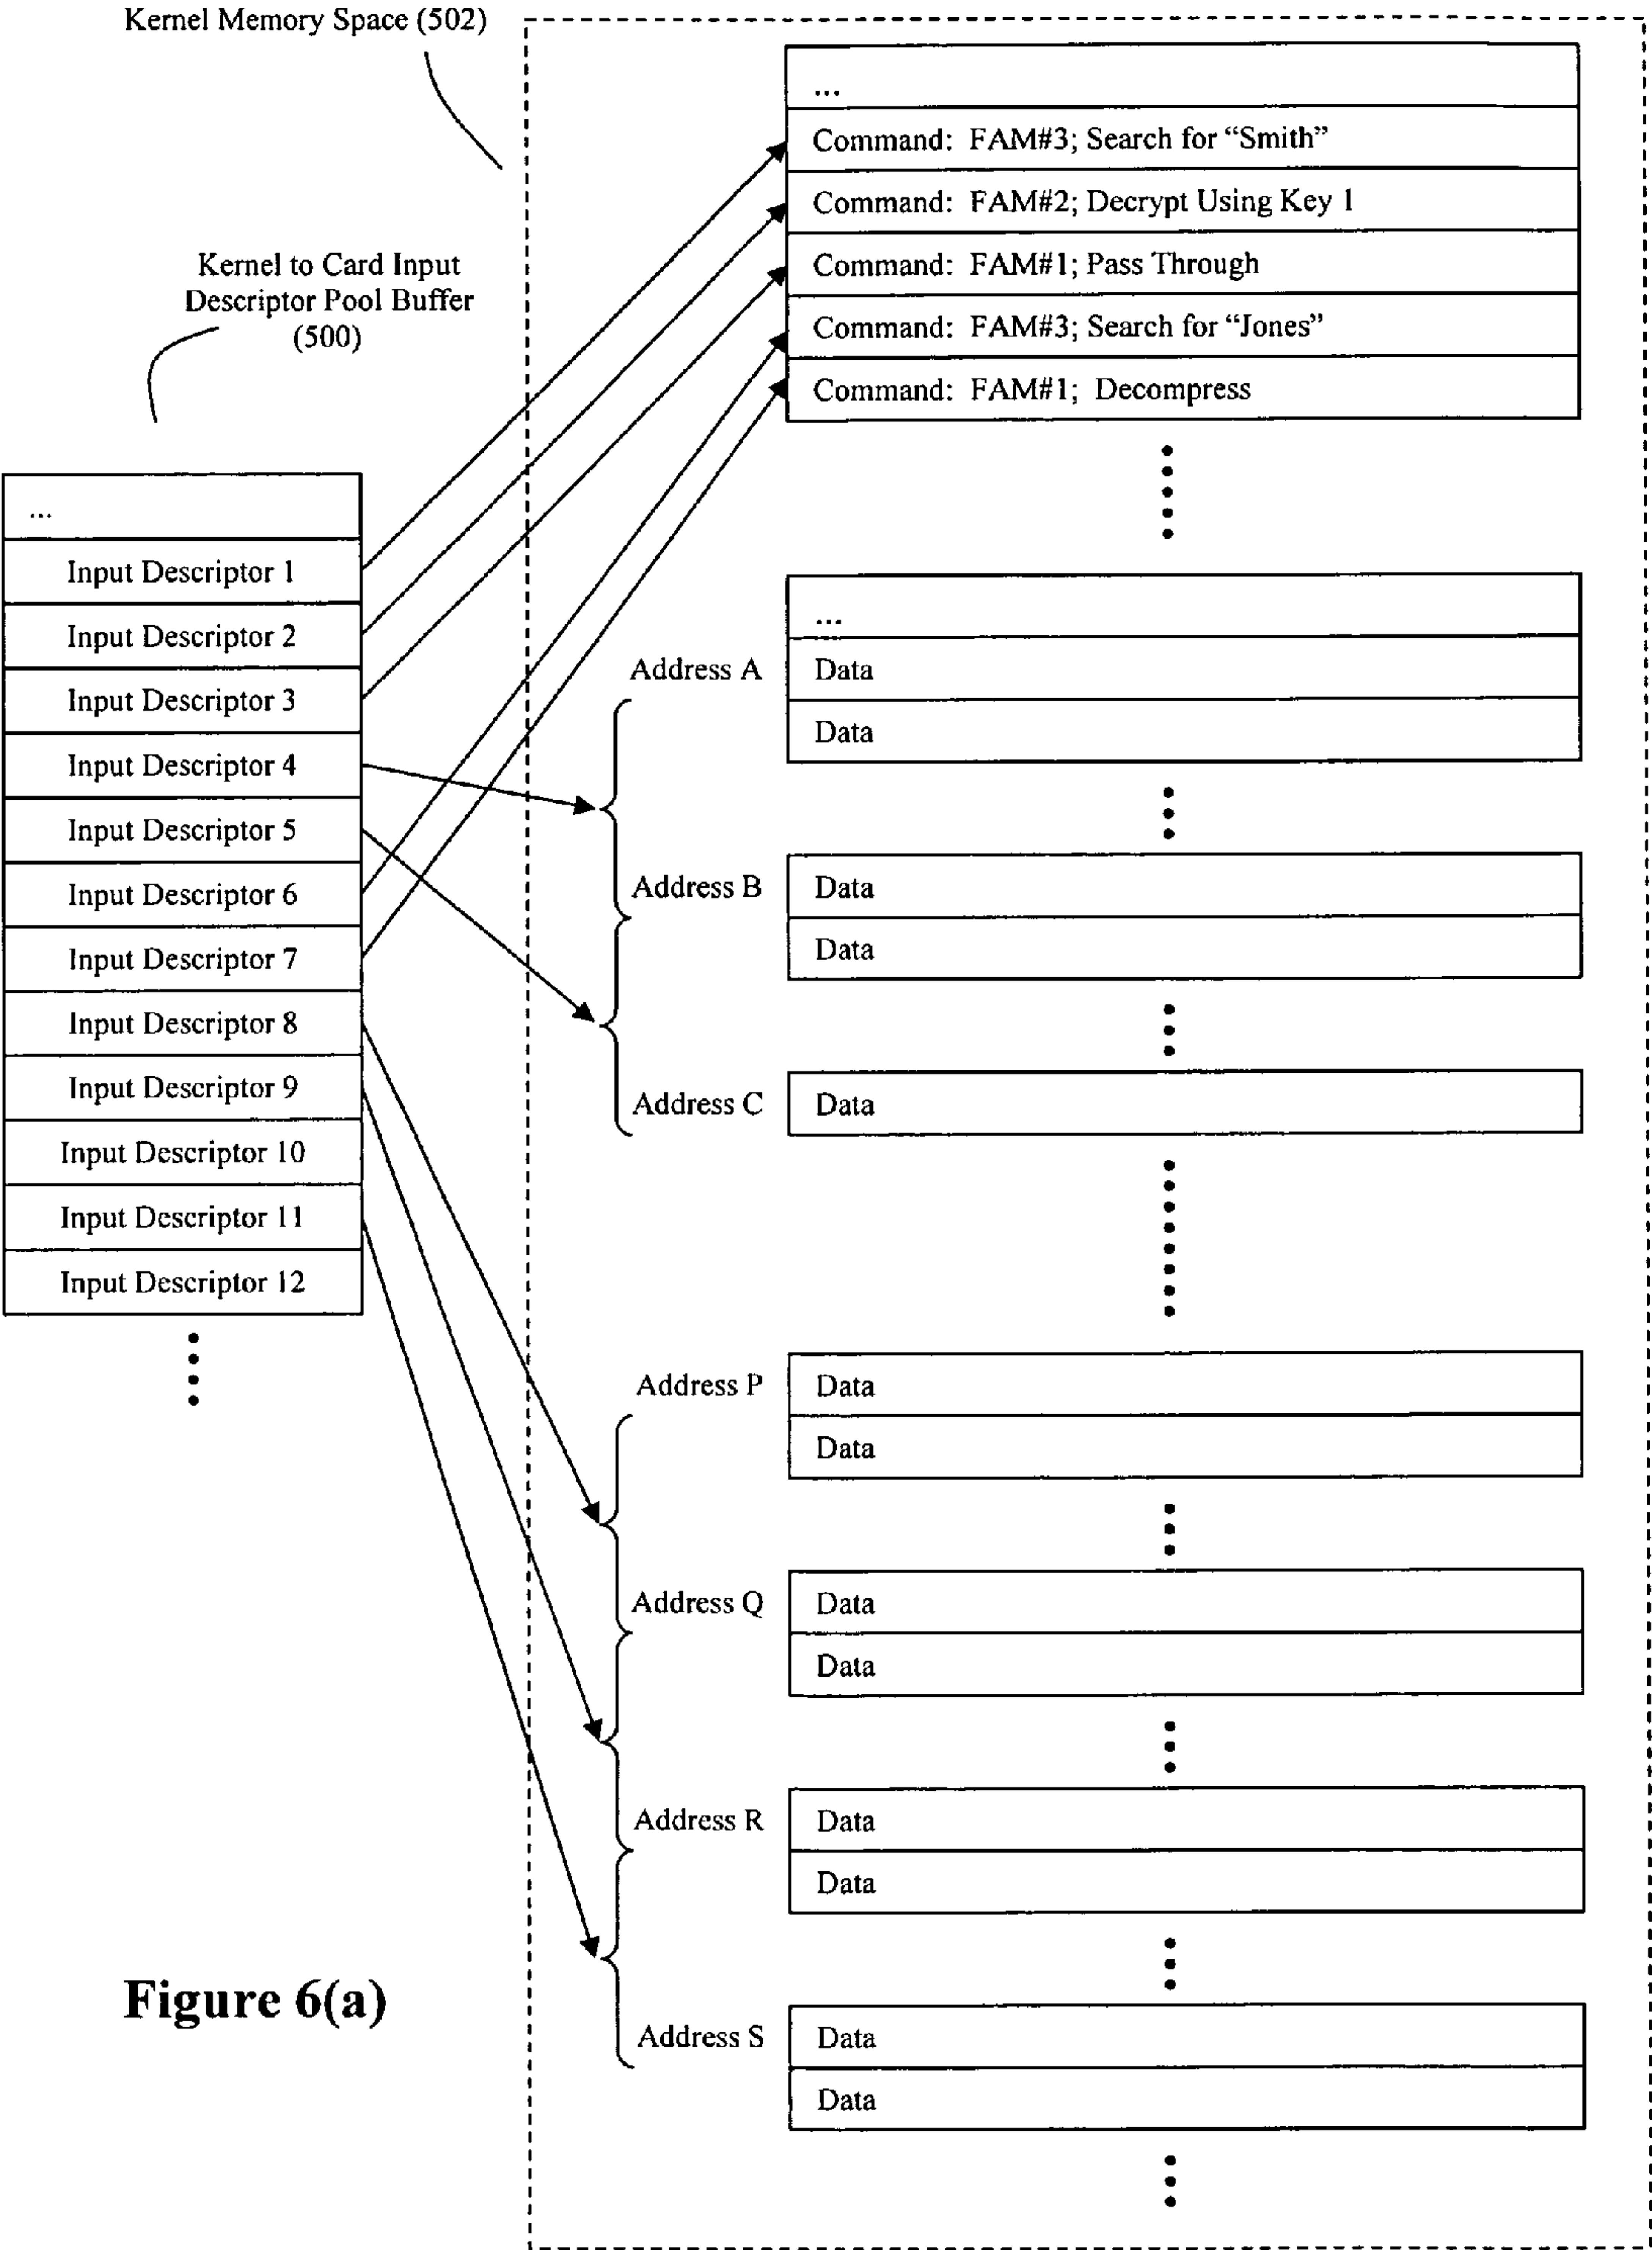 Kernel Memory Space (502)
Kernel to Card Input
Descriptor Pool Buffer
(500)
...
Input Descriptor 1
Input Descriptor 2
Input Descriptor 3
Input Descriptor 4
Input Descriptor 5
Input Descriptor 6
Input Descriptor 7
Input Descriptor 8
Input Descriptor 9
Input Descriptor 10
Input Descriptor 11
Input Descriptor 12
...
Command: FAM#3; Search for “Smith”
Command: FAM#2; Decrypt Using Key 1
Command: FAM#1; Pass Through
Command: FAM#3; Search for “Jones”
Command: FAM#1; Decompress
...
Address A Data
Data
Address B Data
Data
Address C Data
Address P Data
Data
Address Q Data
Data
Address R Data
Data
Address S Data
Data
Figure 6(a)